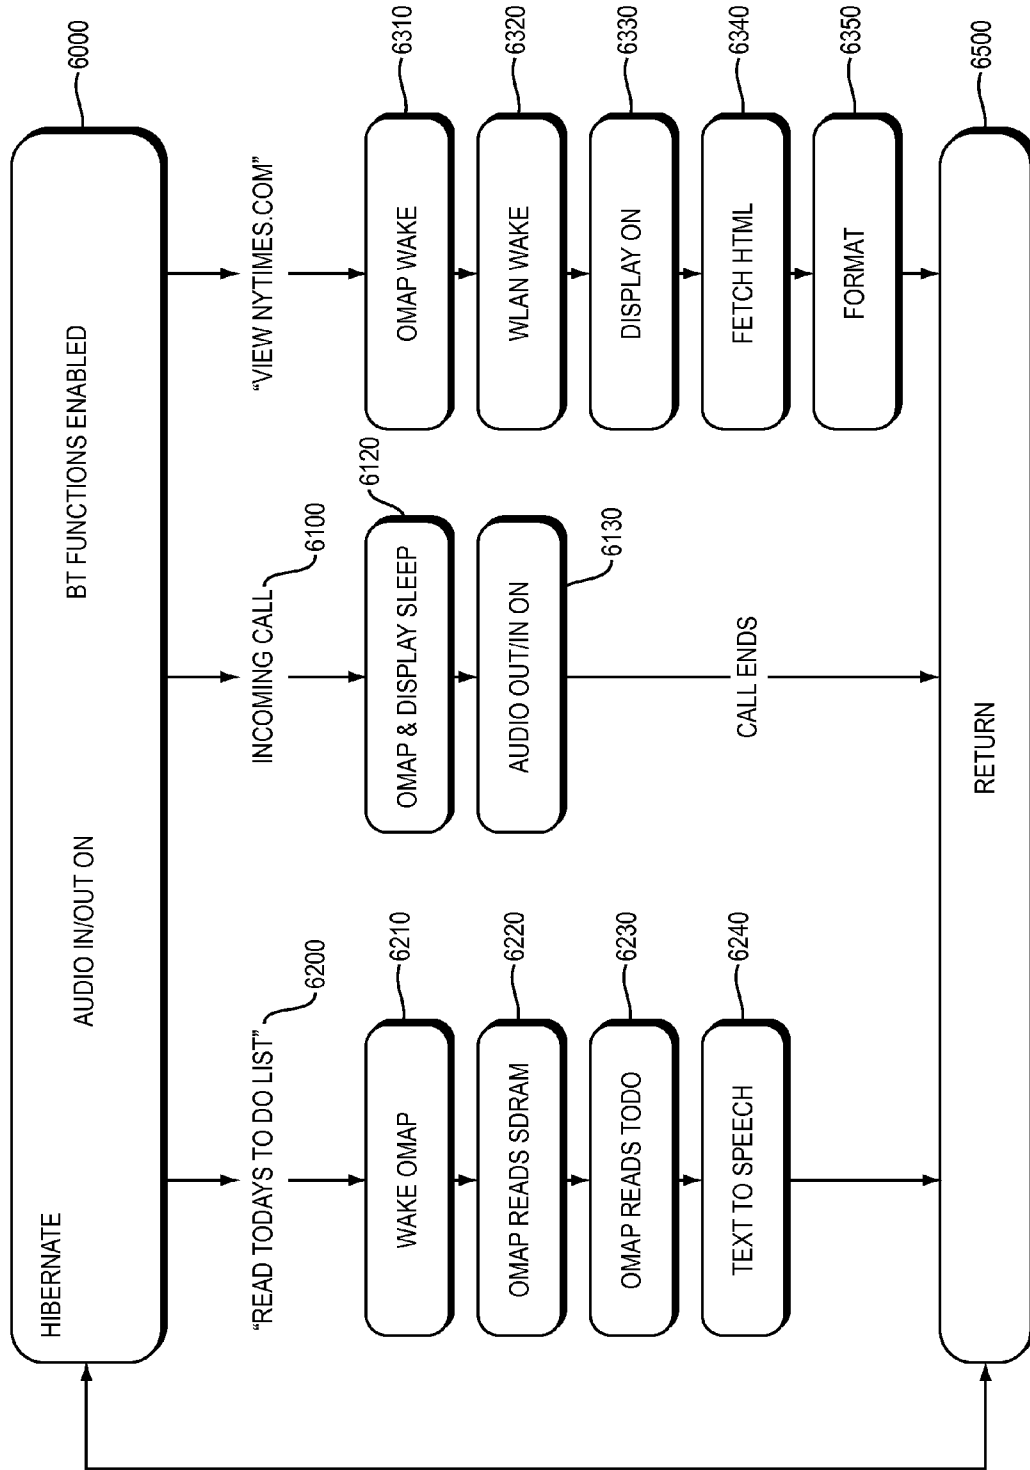 HIBERNATE
AUDIO IN/OUT ON
BT FUNCTIONS ENABLED
6000
"READ TODAYS TO DO LIST"
6200
WAKE OMAP
6210
OMAP READS SDRAM
6220
OMAP READS TODO
6230
TEXT TO SPEECH
6240
INCOMING CALL
6100
OMAP & DISPLAY SLEEP
6120
AUDIO OUT/IN ON
6130
CALL ENDS
"VIEW NYTIMES.COM"
OMAP WAKE
6310
WLAN WAKE
6320
DISPLAY ON
6330
FETCH HTML
6340
FORMAT
6350
RETURN
6500